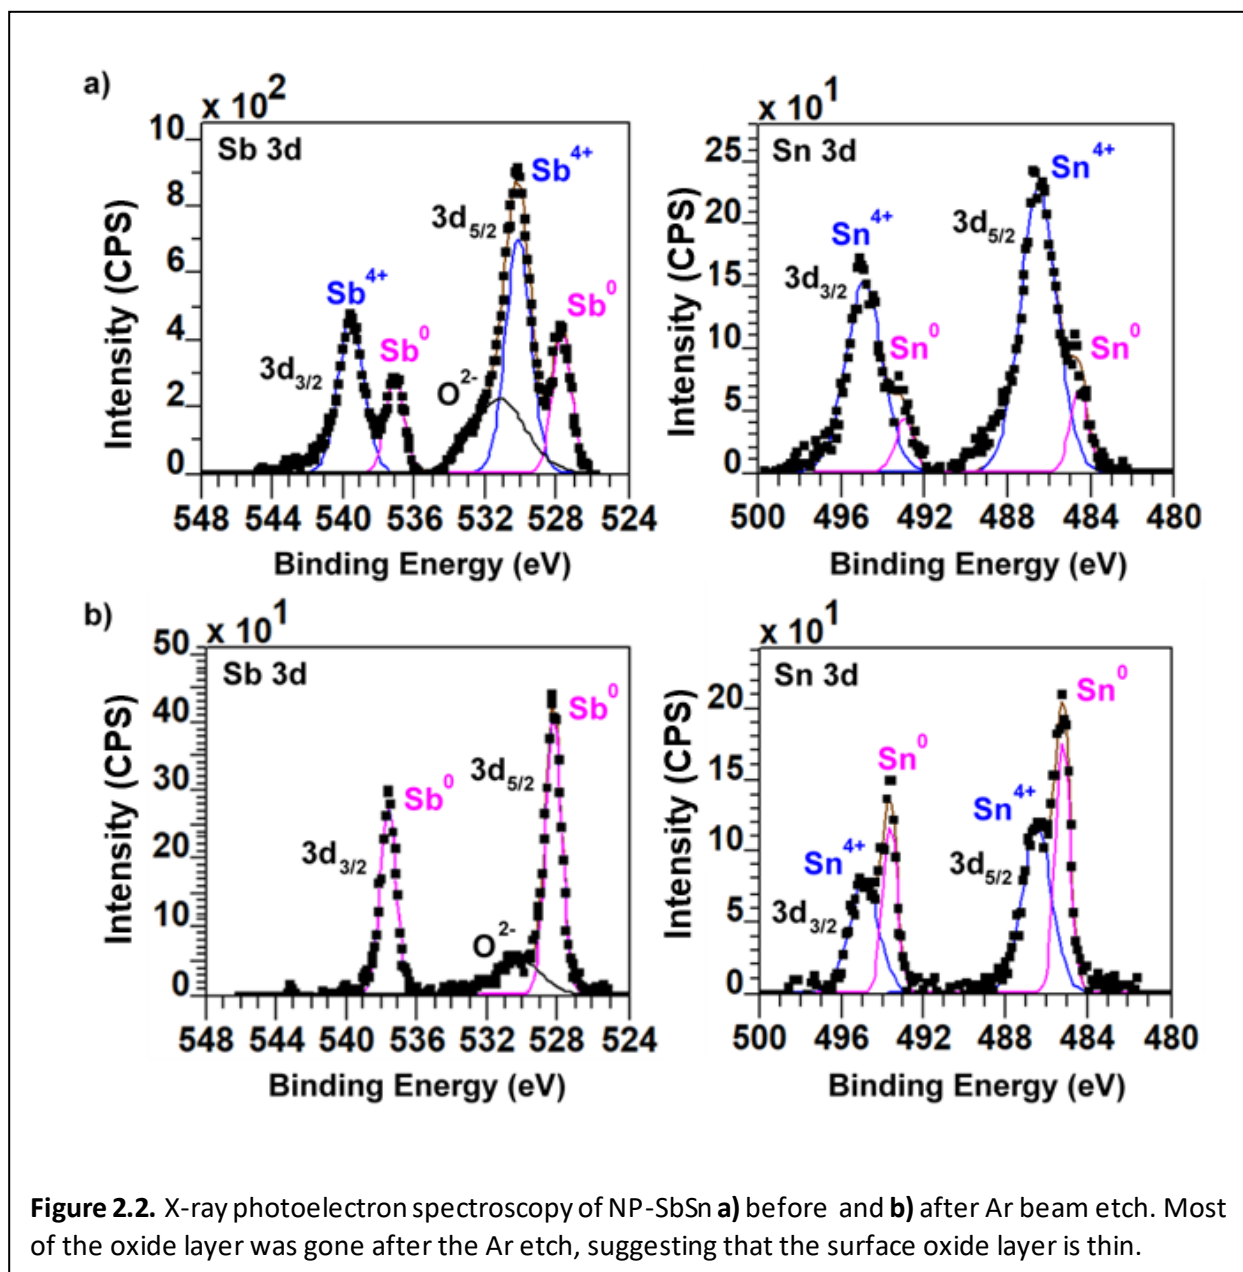 a)
x 10²
Sb 3d
Intensity (CPS)
10
8
6
4
2
0
3d3/2
Sb⁴⁺
Sb⁰
3d5/2
O²⁻
Sb⁴⁺
Sb⁰
548 544 540 536 532 528 524
Binding Energy (eV)
x 10¹
Sn 3d
Intensity (CPS)
25
20
15
10
5
0
3d3/2
Sn⁴⁺
Sn⁰
3d5/2
Sn⁴⁺
Sn⁰
500 496 492 488 484 480
Binding Energy (eV)
b)
x 10¹
Sb 3d
Intensity (CPS)
50
40
30
20
10
0
3d3/2
Sb⁰
O²⁻
3d5/2
Sb⁰
548 544 540 536 532 528 524
Binding Energy (eV)
x 10¹
Sn 3d
Intensity (CPS)
20
15
10
5
0
3d3/2
Sn⁴⁺
Sn⁰
3d5/2
Sn⁴⁺
Sn⁰
500 496 492 488 484 480
Binding Energy (eV)
Figure 2.2. X-ray photoelectron spectroscopy of NP-SbSn a) before and b) after Ar beam etch. Most
of the oxide layer was gone after the Ar etch, suggesting that the surface oxide layer is thin.